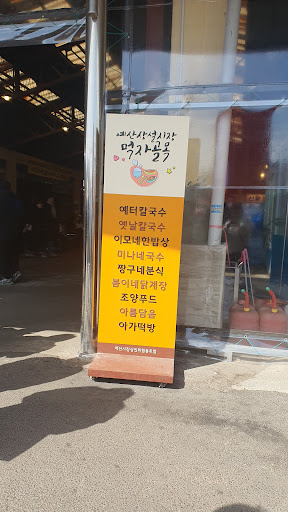 예산상설시장
먹자골목
예터칼국수
옛날칼국수
이모네한밥상
미나네국수
짱구네분식
봄이네닭계장
조양푸드
아름담음
아가떡방